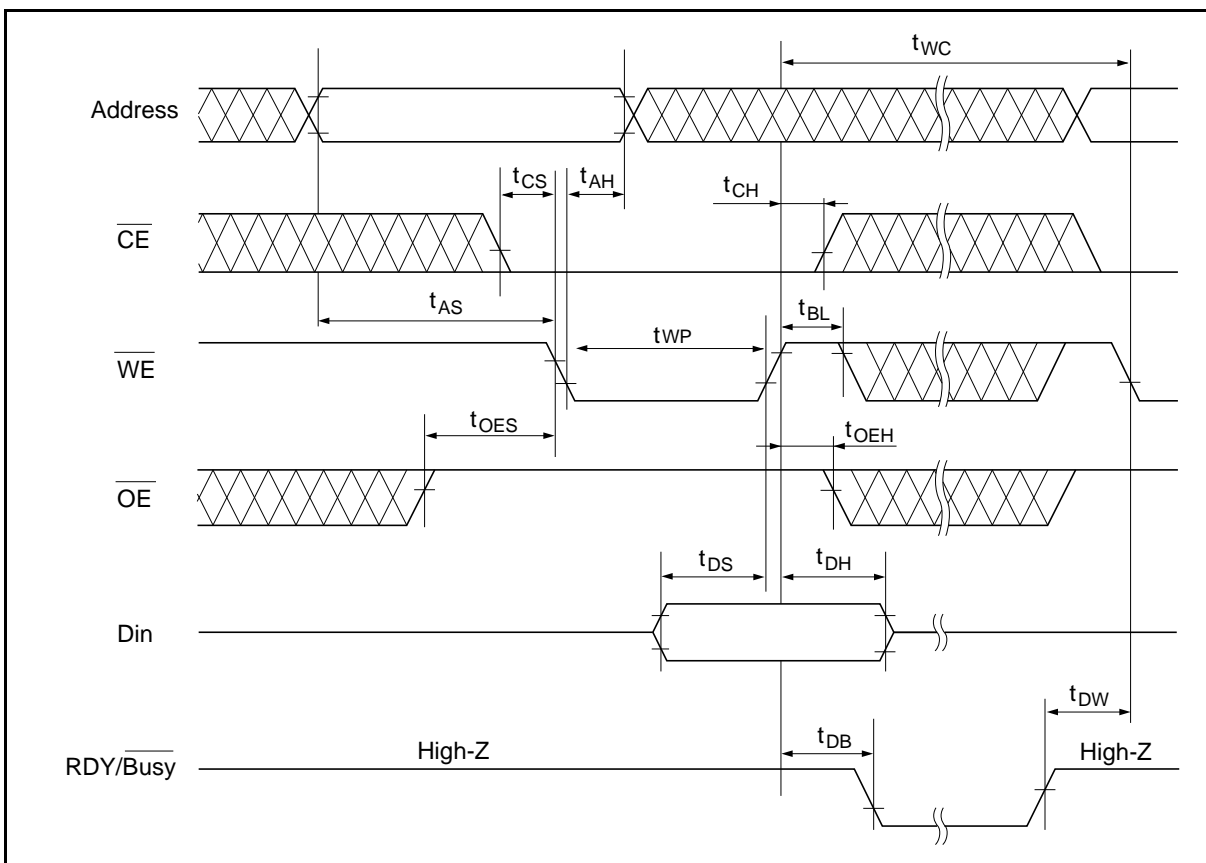 tWC
Address
tCS
tAH
tCH
CE
tAS
tBL
tWP
WE
tOES
tOEH
OE
tDS
tDH
Din
tDW
tDB
High-Z
High-Z
RDY/Busy